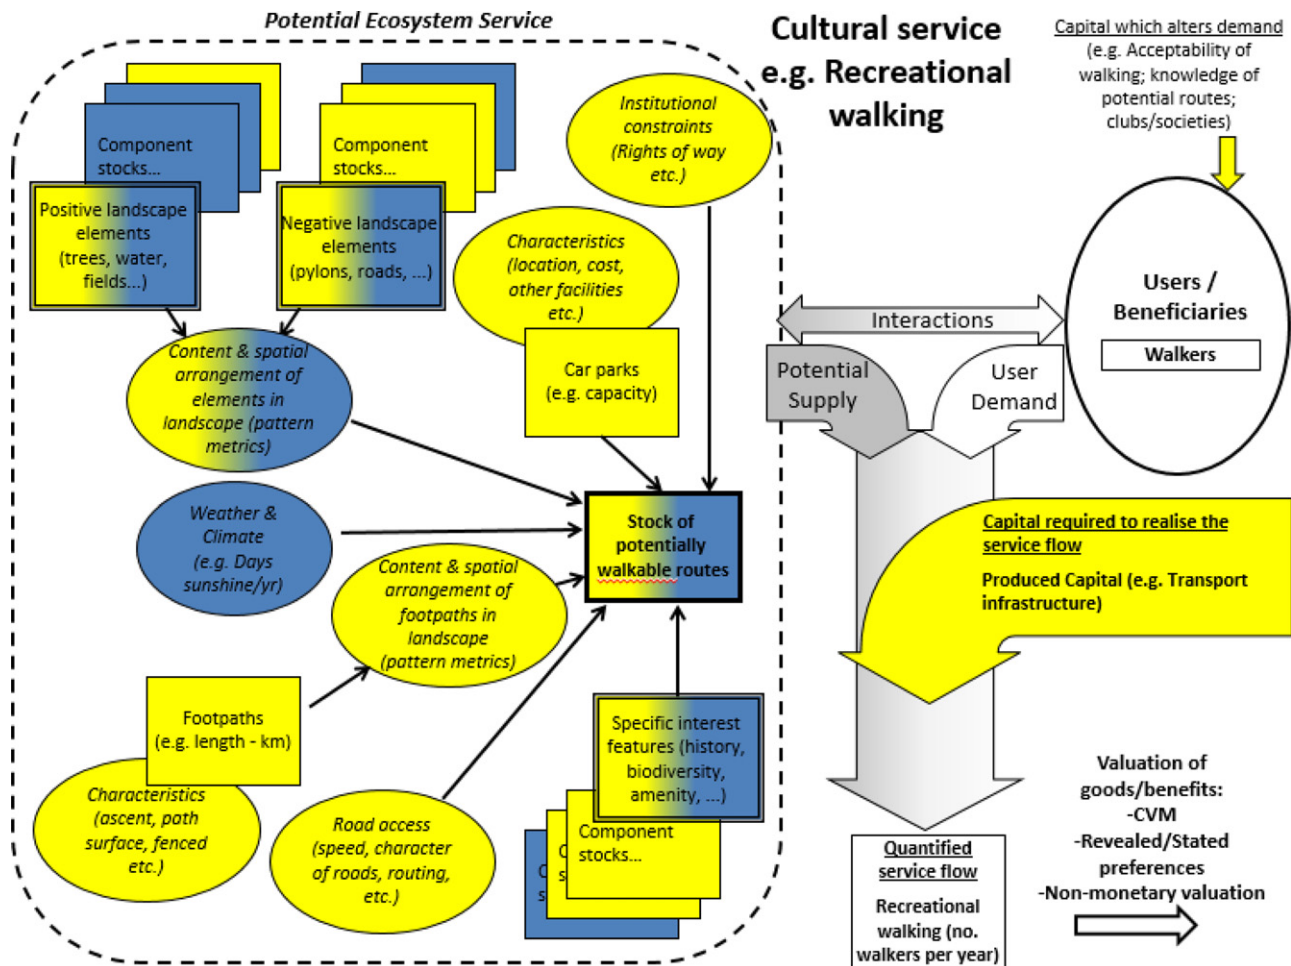 Potential Ecosystem Service
Cultural service
e.g. Recreational
walking
Capital which alters demand
(e.g. Acceptability of
walking; knowledge of
potential routes;
clubs/societies)
Component
stocks...
Positive landscape
elements
(trees, water,
fields...)
Component
stocks...
Negative landscape
elements
(pylons, roads, ...)
Institutional
constraints
(Rights of way
etc.)
Characteristics
(location, cost,
other facilities
etc.)
Car parks
(e.g. capacity)
Content & spatial
arrangement of
elements in
landscape (pattern
metrics)
Weather &
Climate
(e.g. Days
sunshine/yr)
Content & spatial
arrangement of
footpaths in
landscape
(pattern metrics)
Stock of
potentially
walkable routes
Footpaths
(e.g. length - km)
Characteristics
(ascent, path
surface, fenced
etc.)
Road access
(speed, character
of roads, routing,
etc.)
Specific interest
features (history,
biodiversity,
amenity, ...)
Component
stocks...
C
s
C
s
Interactions
Potential
Supply
User
Demand
Users /
Beneficiaries
Walkers
Capital required to realise the
service flow
Produced Capital (e.g. Transport
infrastructure)
Quantified
service flow
Recreational
walking (no.
walkers per year)
Valuation of
goods/benefits:
-CVM
-Revealed/Stated
preferences
-Non-monetary valuation